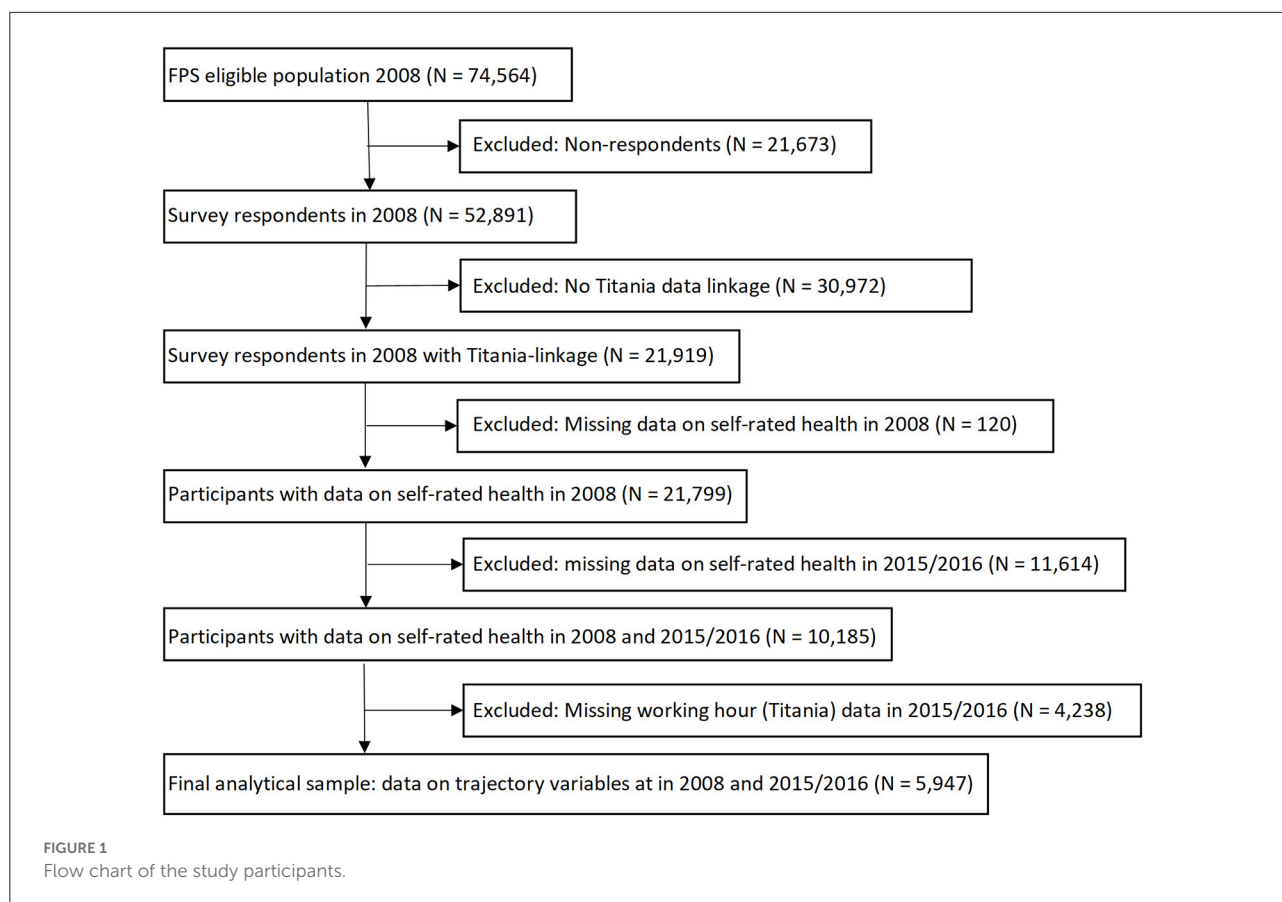 FPS eligible population 2008 (N = 74,564)
Excluded: Non-respondents (N = 21,673)
Survey respondents in 2008 (N = 52,891)
Excluded: No Titania data linkage (N = 30,972)
Survey respondents in 2008 with Titania-linkage (N = 21,919)
Excluded: Missing data on self-rated health in 2008 (N = 120)
Participants with data on self-rated health in 2008 (N = 21,799)
Excluded: missing data on self-rated health in 2015/2016 (N = 11,614)
Participants with data on self-rated health in 2008 and 2015/2016 (N = 10,185)
Excluded: Missing working hour (Titania) data in 2015/2016 (N = 4,238)
Final analytical sample: data on trajectory variables at in 2008 and 2015/2016 (N = 5,947)
FIGURE 1
Flow chart of the study participants.